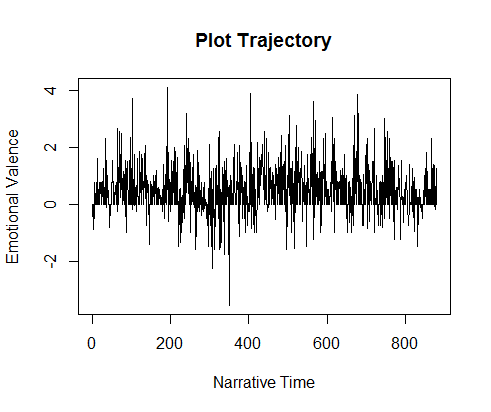 Plot Trajectory
Emotional Valence
4
2
0
-2
0 200 400 600 800
Narrative Time